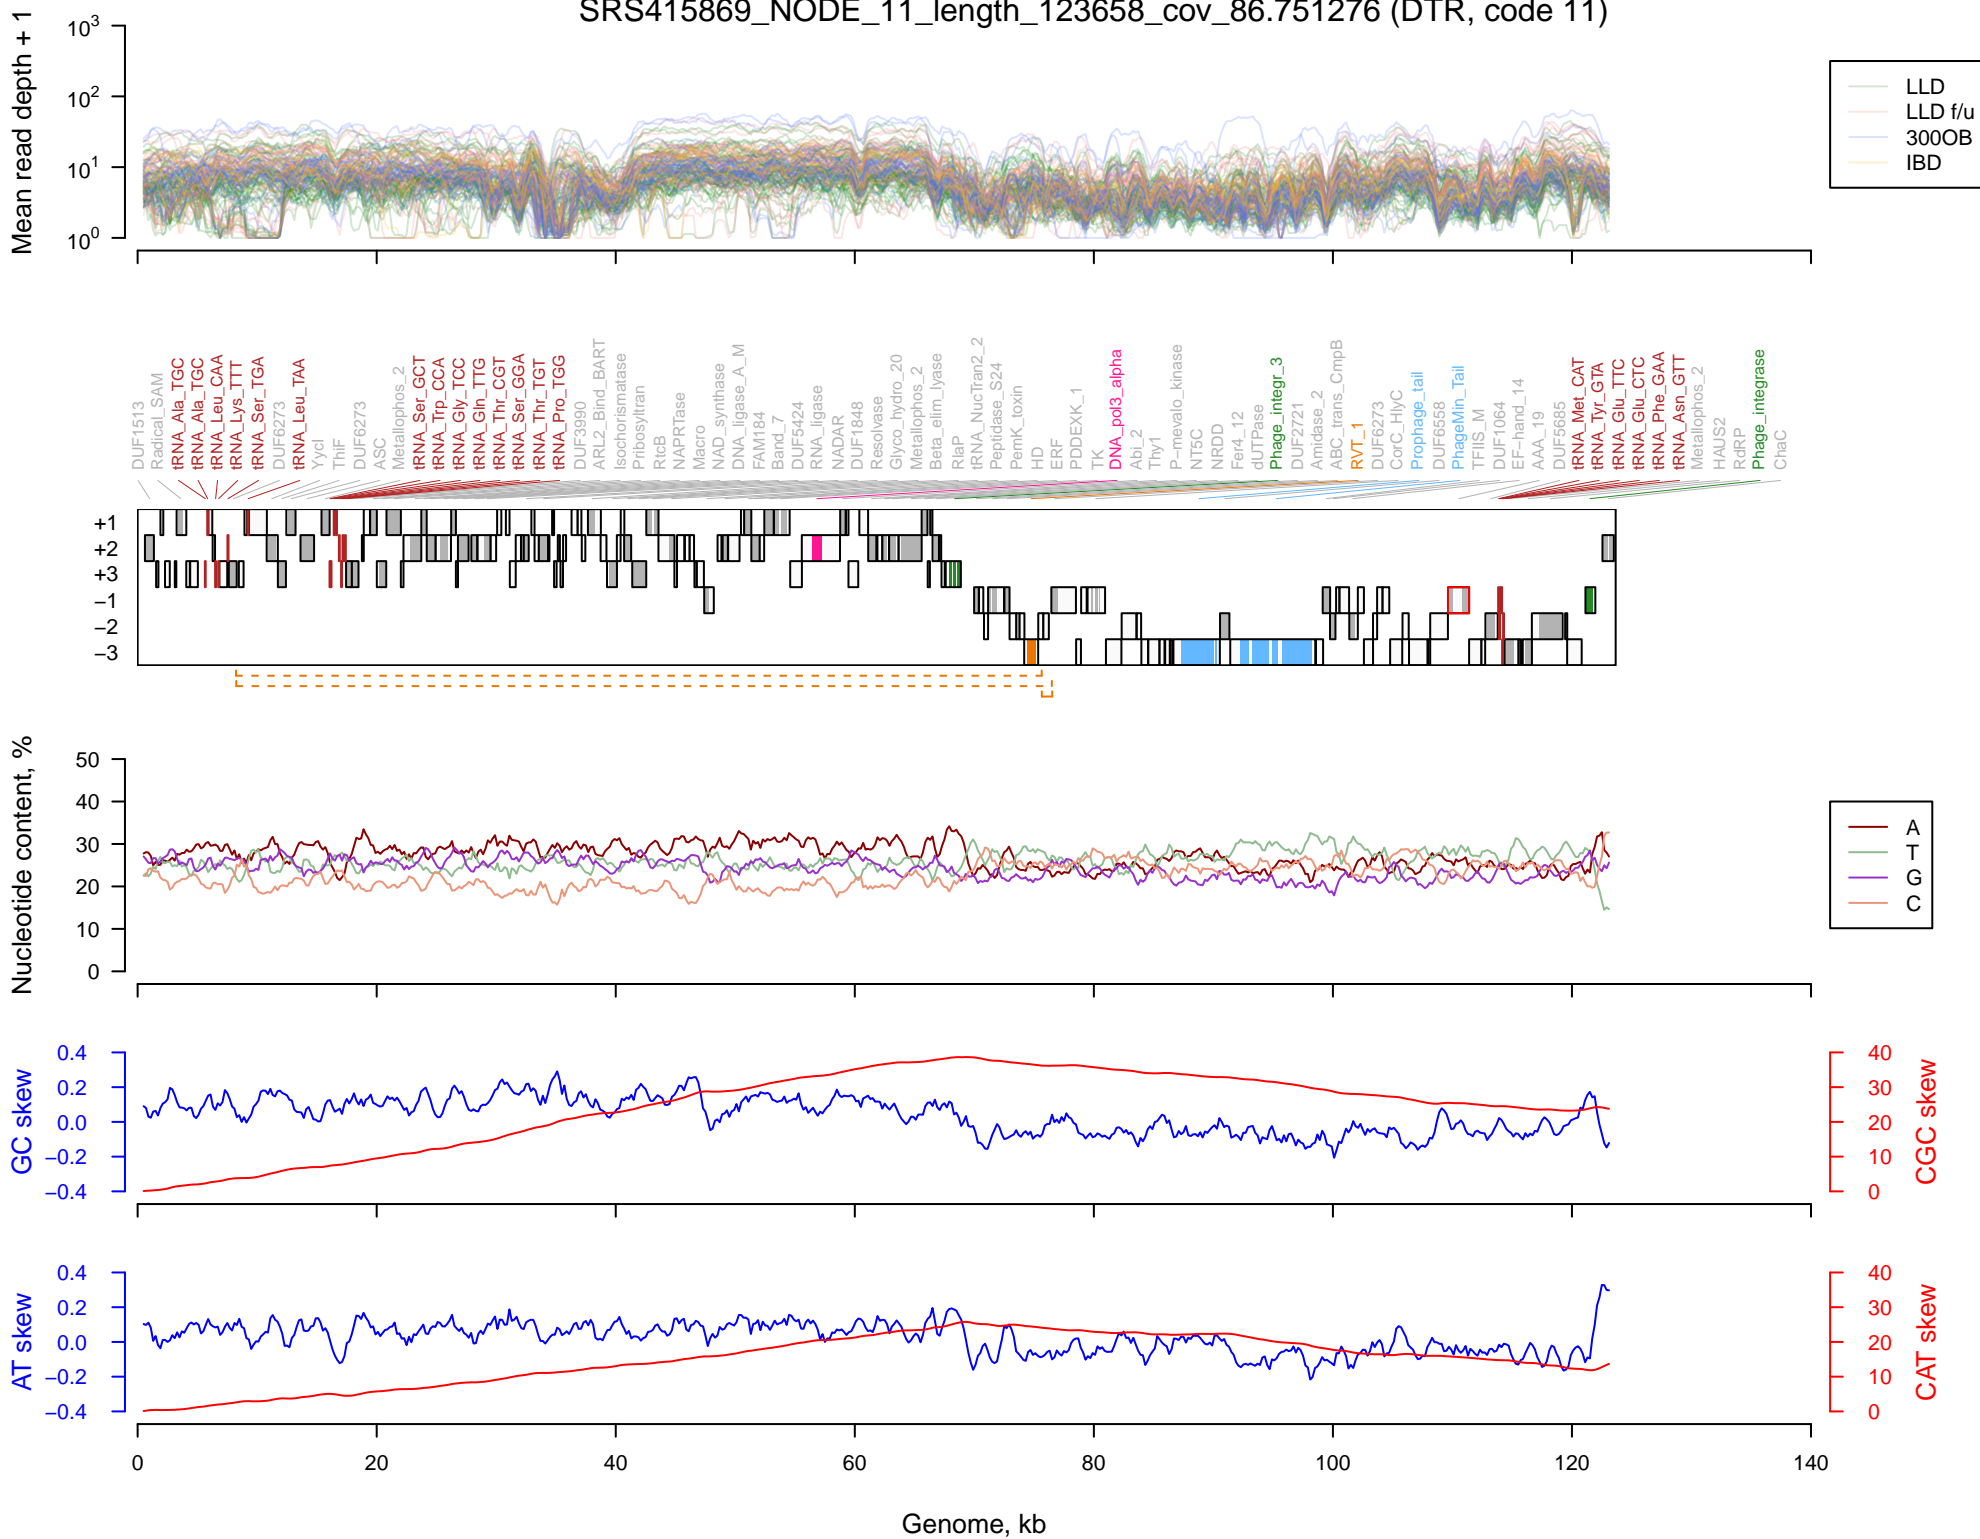 SRS415869_NODE_11_length_123658_cov_86.751276 (DTR, code 11)
Mean read depth + 1
10³
10²
10¹
10⁰
LLD
LLD f/u
300OB
IBD
DUF1513
Radical_SAM
tRNA_Ala_TGC
tRNA_Ala_TGC
tRNA_Leu_CAA
tRNA_Lys_TTT
tRNA_Ser_TGA
DUF6273
tRNA_Leu_TAA
YycI
ThiF
DUF6273
ASC
Metallophos_2
tRNA_Ser_GCT
tRNA_Trp_CCA
tRNA_Gly_TCC
tRNA_Gln_TTG
tRNA_Thr_CGT
tRNA_Ser_GGA
tRNA_Thr_TGT
tRNA_Pro_TGG
DUF3990
ARL2_Bind_BART
Isochorismatase
Pribosyltran
RtcB
NAPRTase
Macro
NAD_synthase
DNA_ligase_A_M
FAM184
Band_7
DUF5424
RNA_ligase
NADAR
DUF1848
Resolvase
Glyco_hydro_20
Metallophos_2
Beta_elim_lyase
RlaP
tRNA_NucTran2_2
Peptidase_S24
PemK_toxin
HD
ERF
PDDEXK_1
TK
DNA_pol3_alpha
Abi_2
Thy1
P−mevalo_kinase
NT5C
NRDD
Fer4_12
dUTPase
Phage_integr_3
DUF2721
Amidase_2
ABC_trans_CmpB
RVT_1
DUF6273
CorC_HlyC
Prophage_tail
DUF6558
PhageMin_Tail
TFIIS_M
DUF1064
EF−hand_14
AAA_19
DUF5685
tRNA_Met_CAT
tRNA_Tyr_GTA
tRNA_Glu_TTC
tRNA_Glu_CTC
tRNA_Phe_GAA
tRNA_Asn_GTT
Metallophos_2
HAUS2
RdRP
Phage_integrase
ChaC
+1
+2
+3
−1
−2
−3
Nucleotide content, %
50
40
30
20
10
0
A
T
G
C
GC skew
0.4
0.2
0.0
−0.2
−0.4
40
30
20
10
0
CGC skew
AT skew
0.4
0.2
0.0
−0.2
−0.4
40
30
20
10
0
CAT skew
0 20 40 60 80 100 120 140
Genome, kb